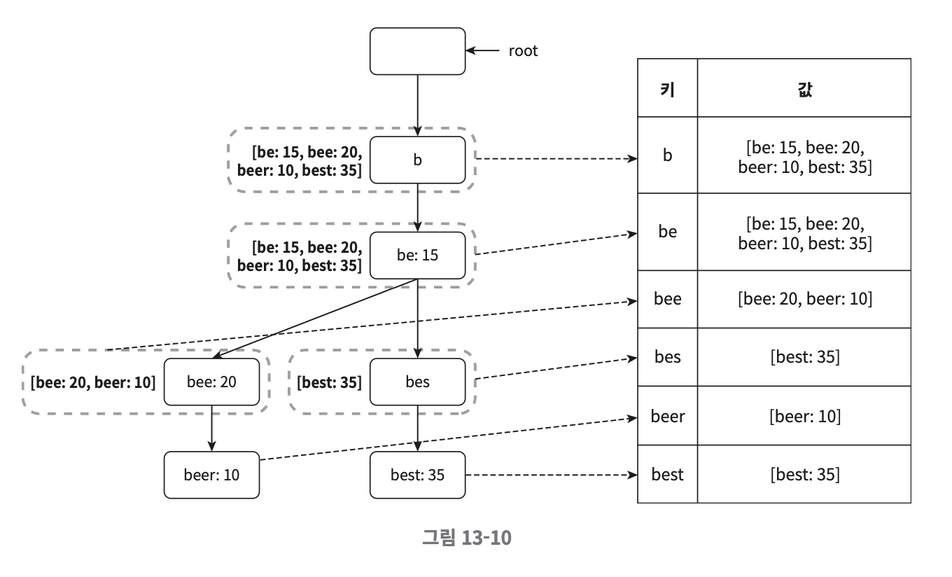 root
[be: 15, bee: 20,
beer: 10, best: 35]
b
[be: 15, bee: 20,
beer: 10, best: 35]
be: 15
[bee: 20, beer: 10]
bee: 20
[best: 35]
bes
beer: 10
best: 35
키 값
b [be: 15, bee: 20,
beer: 10, best: 35]
be [be: 15, bee: 20,
beer: 10, best: 35]
bee [bee: 20, beer: 10]
bes [best: 35]
beer [beer: 10]
best [best: 35]
그림 13-10